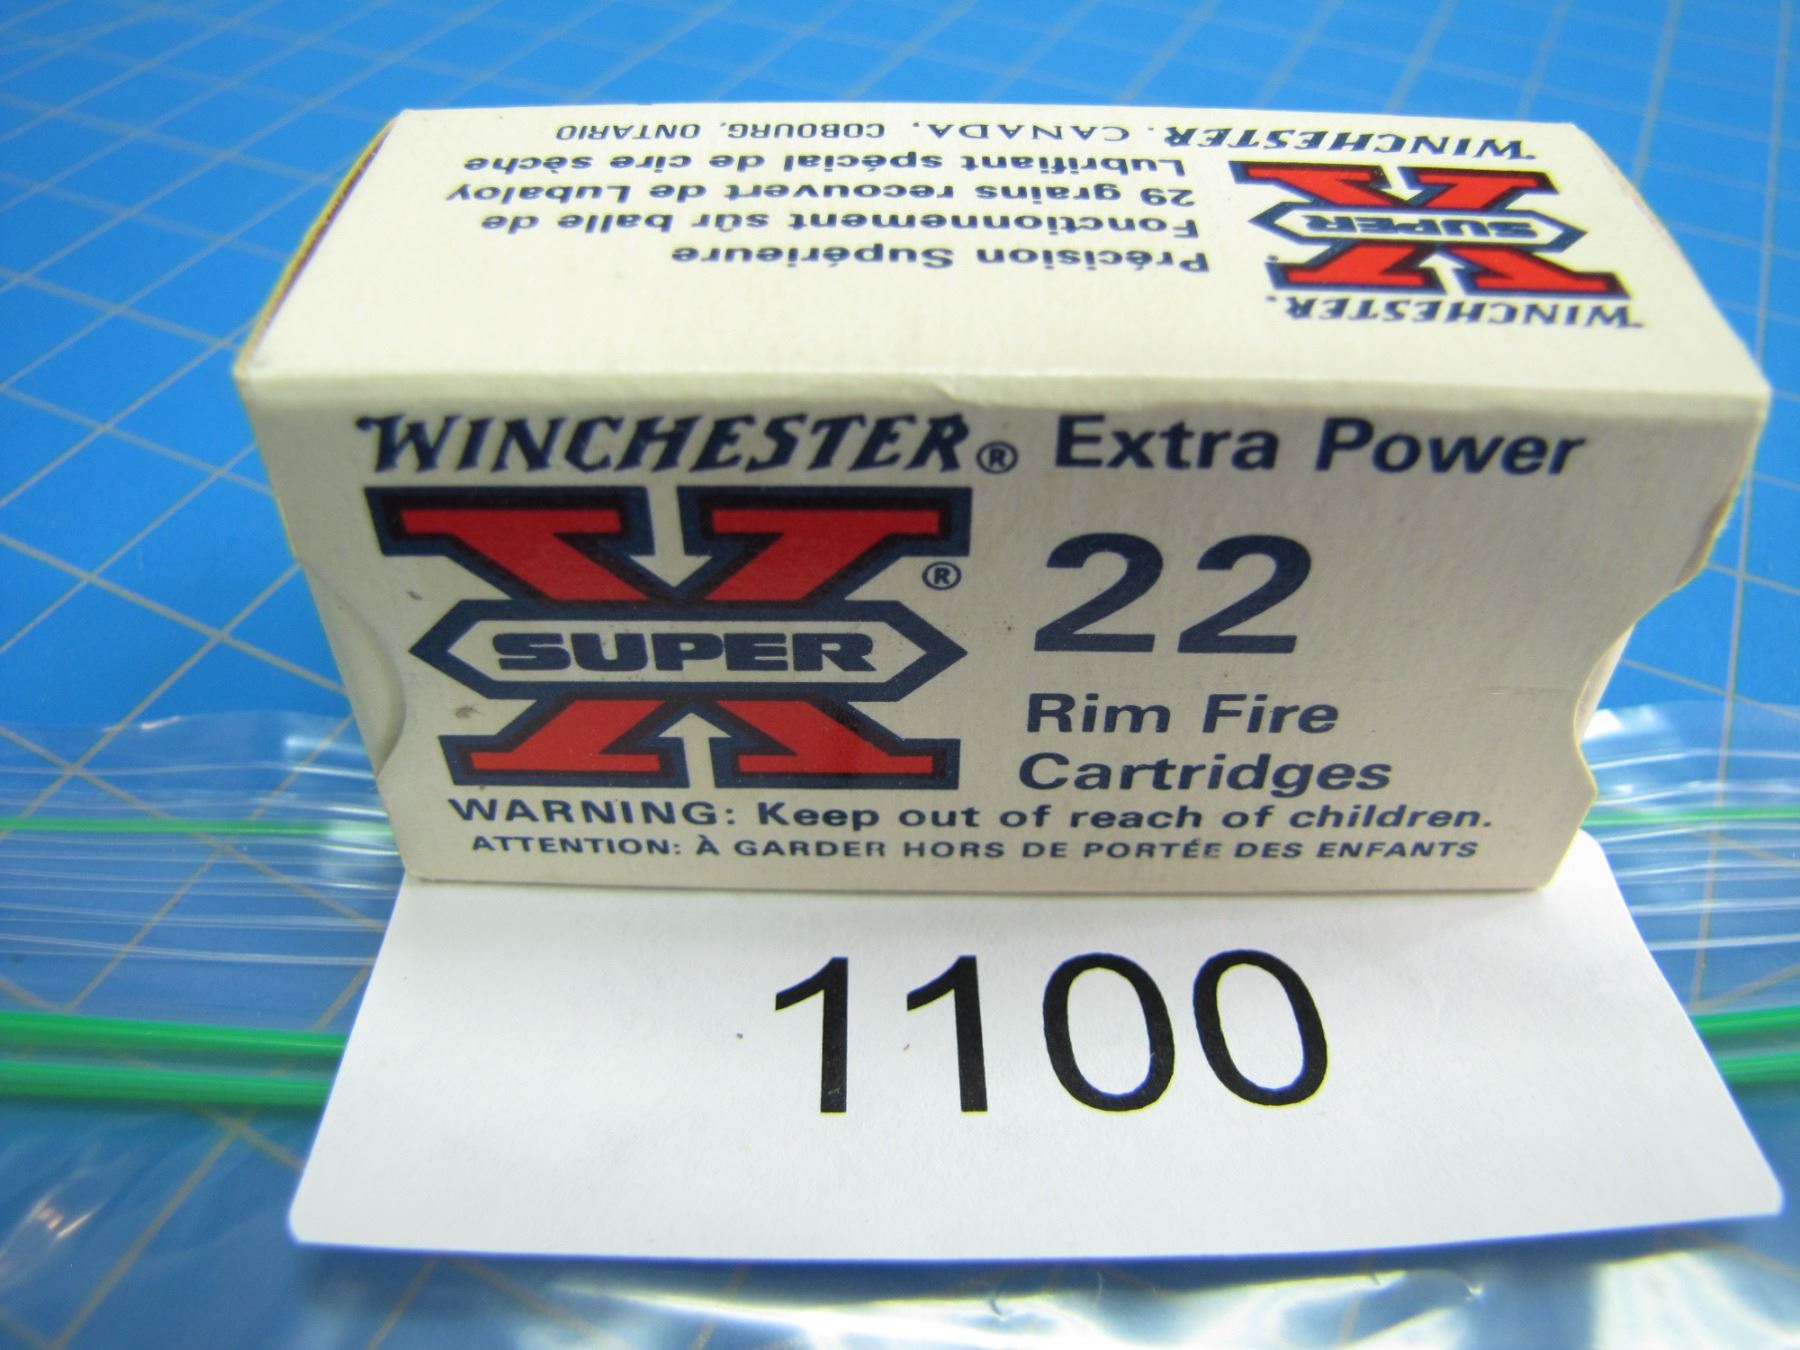 WINCHESTER
SUPER
X
WINCHESTER. CANADA. COBOURG, ONTARIO
Lubrifiant spécial de cire sèche
29 grains recouvert de Lubaloy
Fonctionnement sûr balle de
Précision Supérieure
WINCHESTER.
WINCHESTER® Extra Power
X®
SUPER
22
Rim Fire
Cartridges
WARNING: Keep out of reach of children.
ATTENTION: À GARDER HORS DE PORTÉE DES ENFANTS
1100